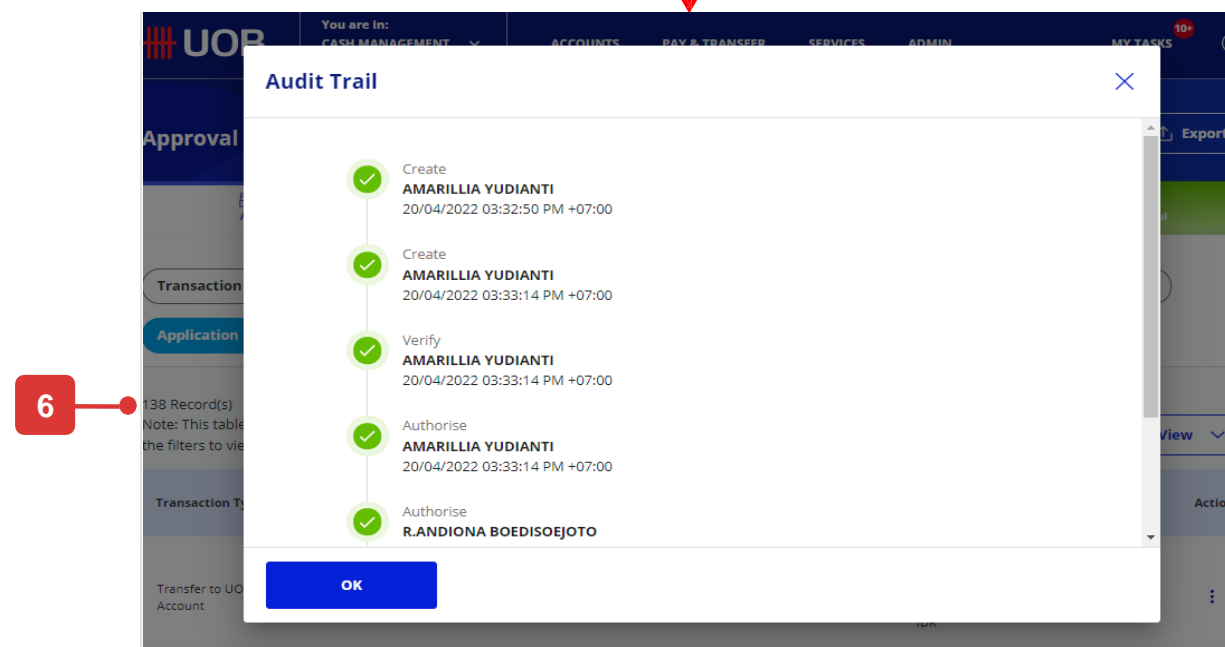 You are in:
UOB
CASH MANAGEMENT
ACCOUNTS
PAY & TRANSFER
SERVICES
ADMIN
MY TASKS
10+
Audit Trail
Approval
Export
Create
AMARILLIA YUDIANTI
20/04/2022 03:32:50 PM +07:00
Create
AMARILLIA YUDIANTI
20/04/2022 03:33:14 PM +07:00
Transaction
Application
Verify
AMARILLIA YUDIANTI
20/04/2022 03:33:14 PM +07:00
6
138 Record(s)
Note: This table
the filters to vie
View
Authorise
AMARILLIA YUDIANTI
20/04/2022 03:33:14 PM +07:00
Transaction Ty
Actio
Authorise
R.ANDIONA BOEDISOEJOTO
OK
Transfer to UO
Account
IDR